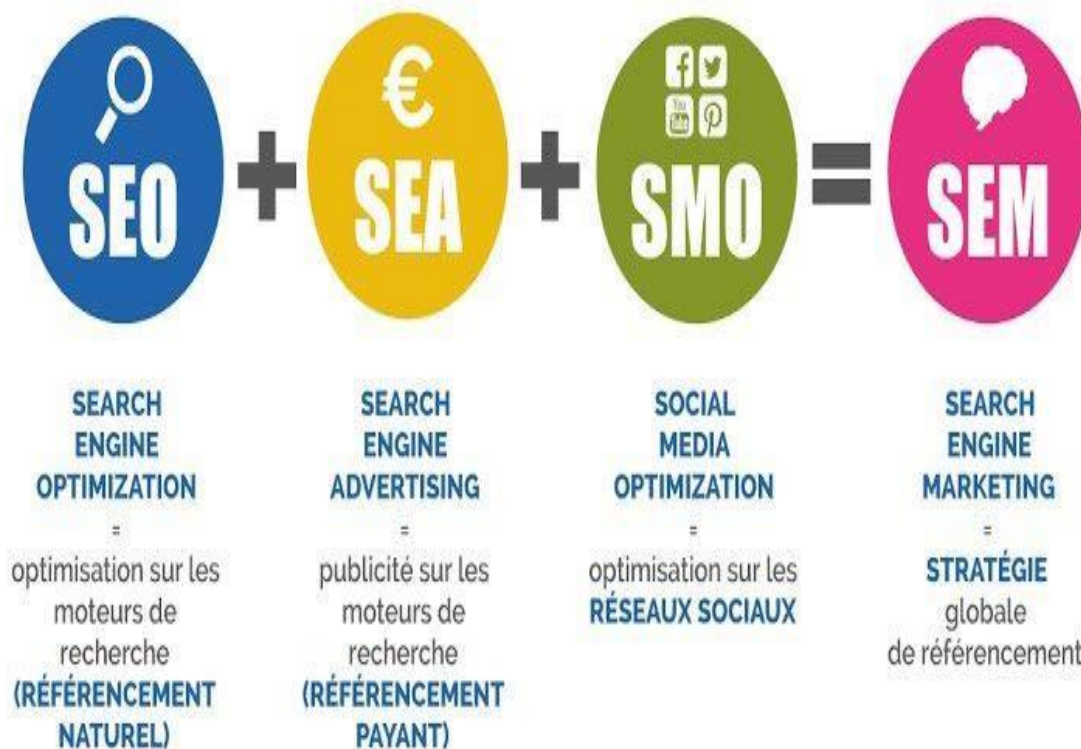 SEO + SEA + SMO = SEM
SEARCH
ENGINE
OPTIMIZATION
=
optimisation sur les
moteurs de
recherche
(RÉFÉRENCEMENT
NATUREL)
SEARCH
ENGINE
ADVERTISING
=
publicité sur les
moteurs de
recherche
(RÉFÉRENCEMENT
PAYANT)
SOCIAL
MEDIA
OPTIMIZATION
=
optimisation sur les
RÉSEAUX SOCIAUX
SEARCH
ENGINE
MARKETING
=
STRATÉGIE
globale
de référencement